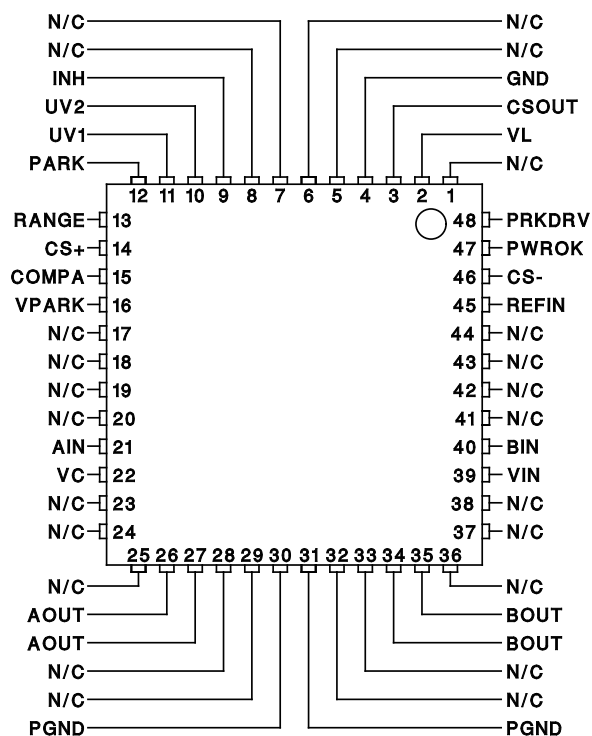 N/C N/C
N/C N/C
INH GND
UV2 CSOUT
UV1 VL
PARK N/C
12 11 10 9 8 7 6 5 4 3 2 1
RANGE 13 48 PRKDRV
CS+ 14 47 PWROK
COMPA 15 46 CS-
VPARK 16 45 REFIN
N/C 17 44 N/C
N/C 18 43 N/C
N/C 19 42 N/C
N/C 20 41 N/C
AIN 21 40 BIN
VC 22 39 VIN
N/C 23 38 N/C
N/C 24 37 N/C
25 26 27 28 29 30 31 32 33 34 35 36
N/C N/C
AOUT BOUT
AOUT BOUT
N/C N/C
N/C N/C
PGND PGND